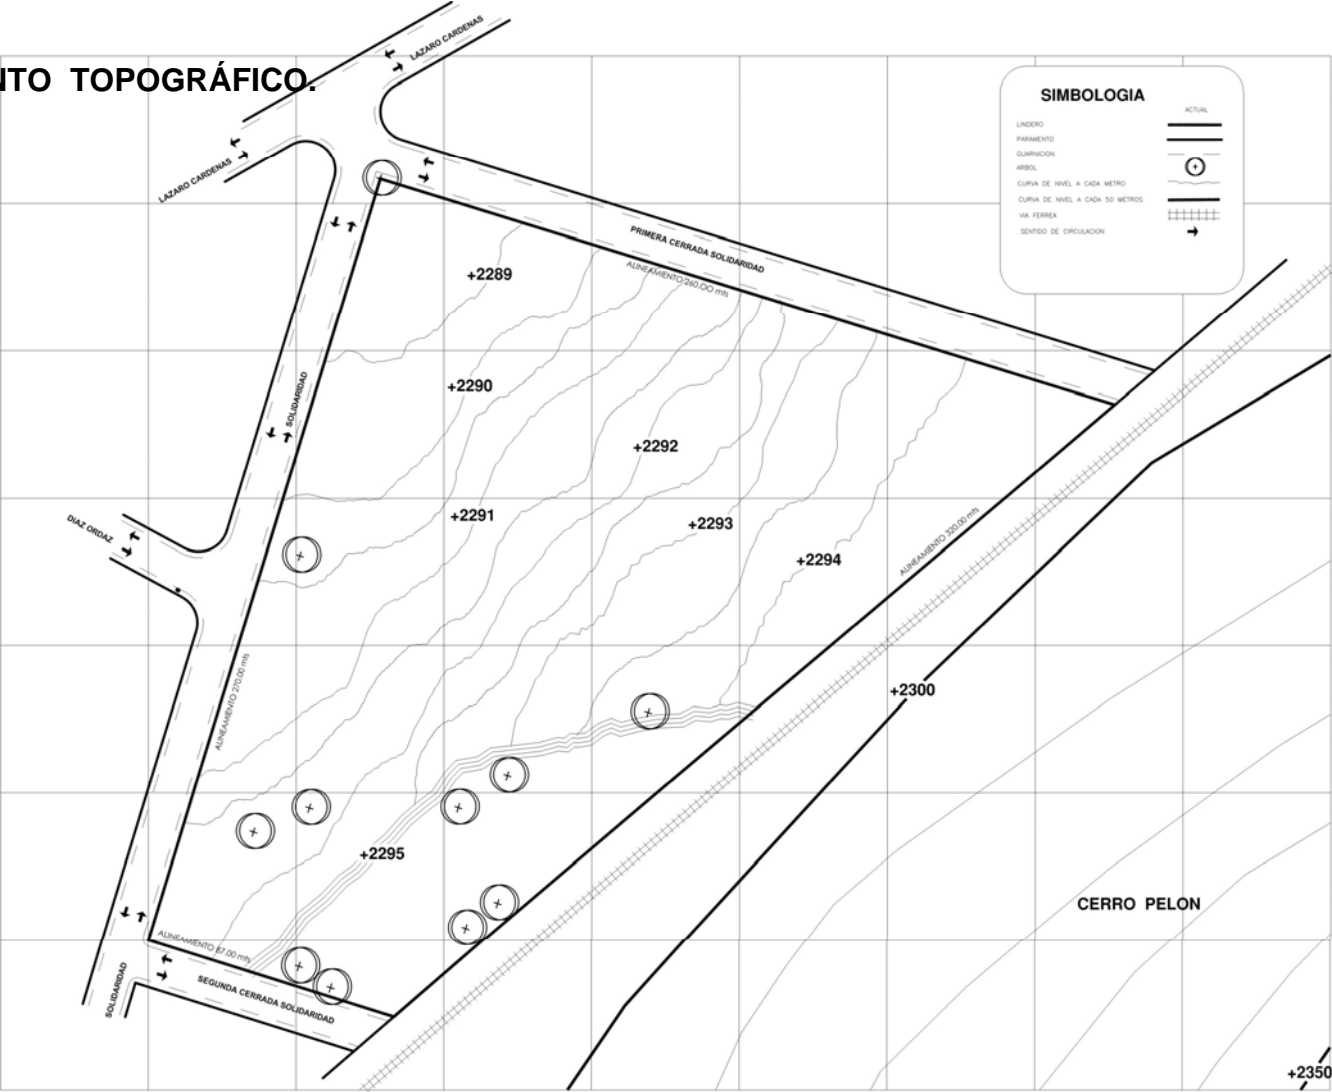 LAZARO CARDENAS
NTO TOPOGRÁFICO.
SIMBOLOGIA
ACTUAL
LINDERO
PARAMENTO
GUARNICION
ARBOL
CURVA DE NIVEL A CADA METRO
CURVA DE NIVEL A CADA 50 METROS
VIA FERREA
SENTIDO DE CIRCULACION
LAZARO CARDENAS
PRIMERA CERRADA SOLIDARIDAD
ALINEAMIENTO 260.00 mts
+2289
+2290
SOLIDARIDAD
+2292
+2291
+2293
DIAZ ORDAZ
ALINEAMIENTO 320.00 mts
+2294
ALINEAMIENTO 270.00 mts
+2300
+2295
CERRO PELON
ALINEAMIENTO 87.00 mts
SOLIDARIDAD
SEGUNDA CERRADA SOLIDARIDAD
+2350